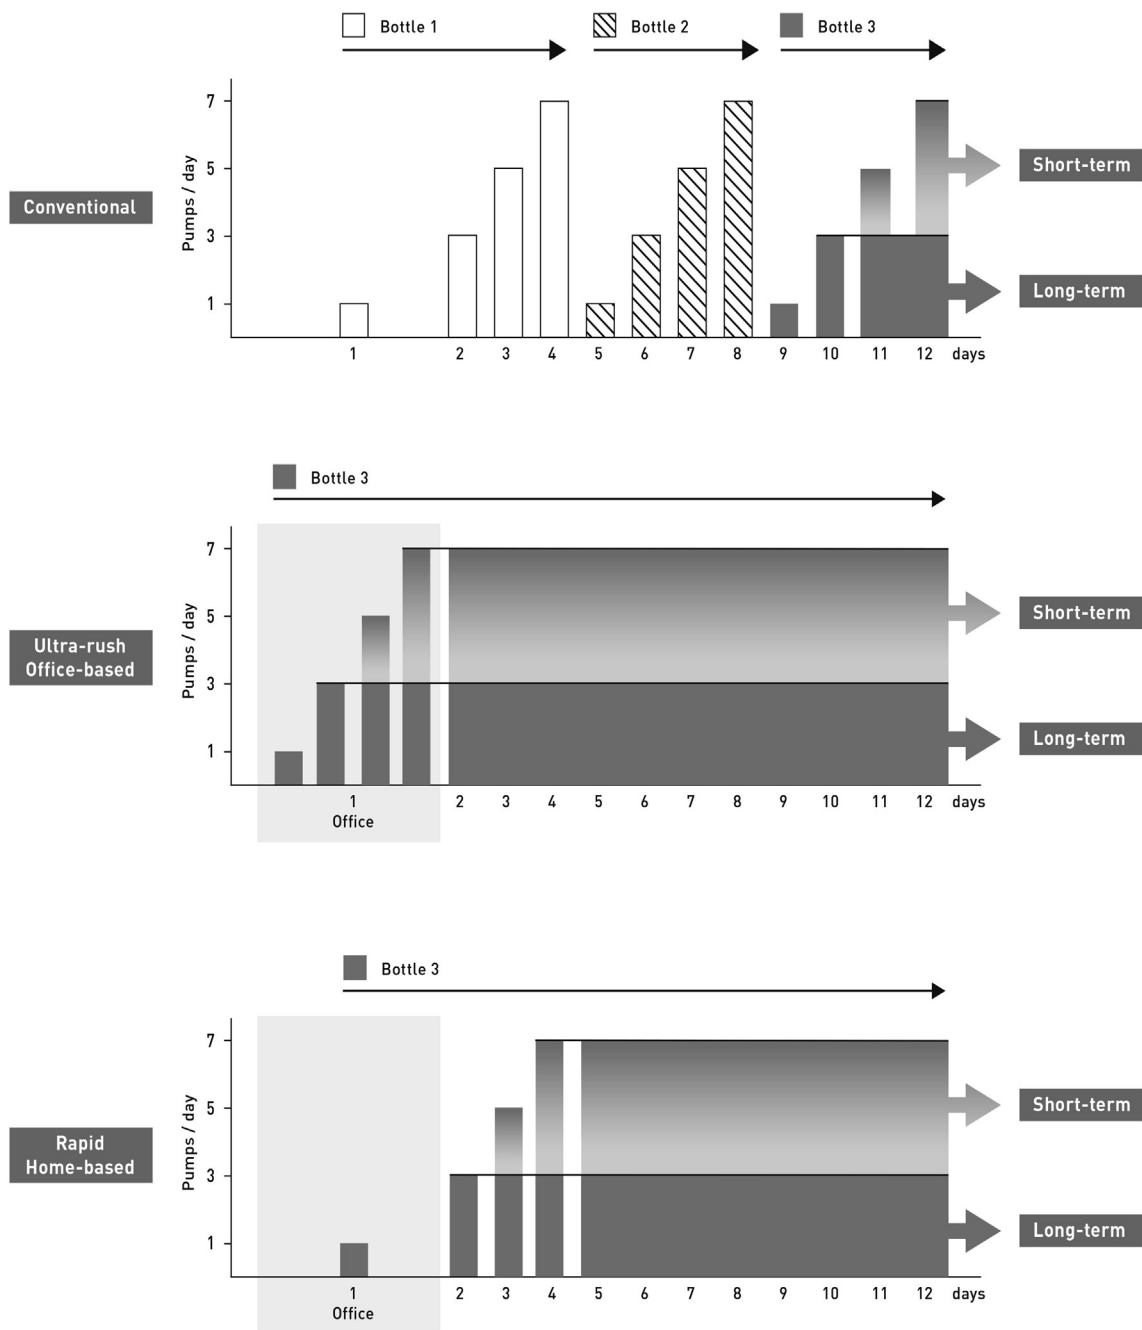 Bottle 1
Bottle 2
Bottle 3
Conventional
Pumps / day
7
5
3
1
1 2 3 4 5 6 7 8 9 10 11 12 days
Short-term
Long-term
Bottle 3
Ultra-rush
Office-based
Pumps / day
7
5
3
1
1 2 3 4 5 6 7 8 9 10 11 12 days
Office
Short-term
Long-term
Bottle 3
Rapid
Home-based
Pumps / day
7
5
3
1
1 2 3 4 5 6 7 8 9 10 11 12 days
Office
Short-term
Long-term